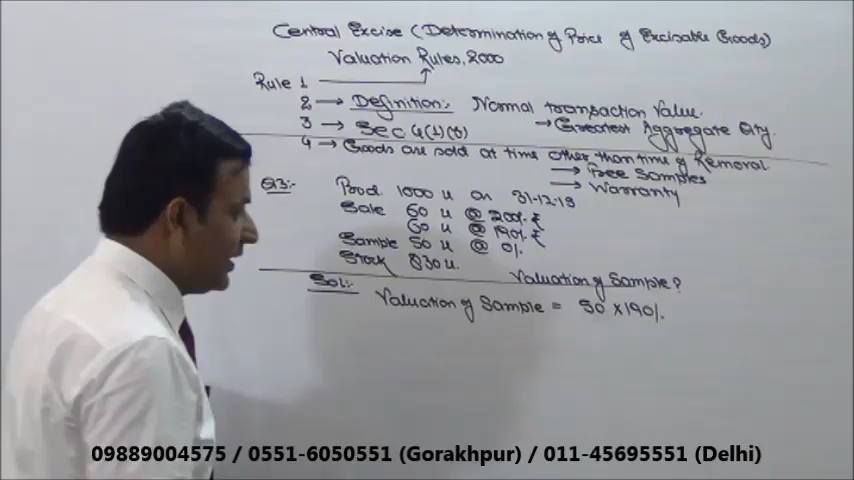 Central Excise (Determination of Price of Excisable Goods)
Valuation Rules, 2000
Rule 1
2 → Definition:- Normal transaction Value.
3 → Sec 4(1)(b) → Greatest Aggregate Qty.
4 → Goods are sold at time other than time of Removal
→ Free Samples
→ Warranty
Q3:- Prod 1000 u on 31-12-13
Sale 60 u @ 200/- ₹
60 u @ 190/- ₹
Sample 50 u @ 0/-
Stock 830 u.
Valuation of Sample?
Sol:-
Valuation of Sample = 50 x 190/-
09889004575 / 0551-6050551 (Gorakhpur) / 011-45695551 (Delhi)